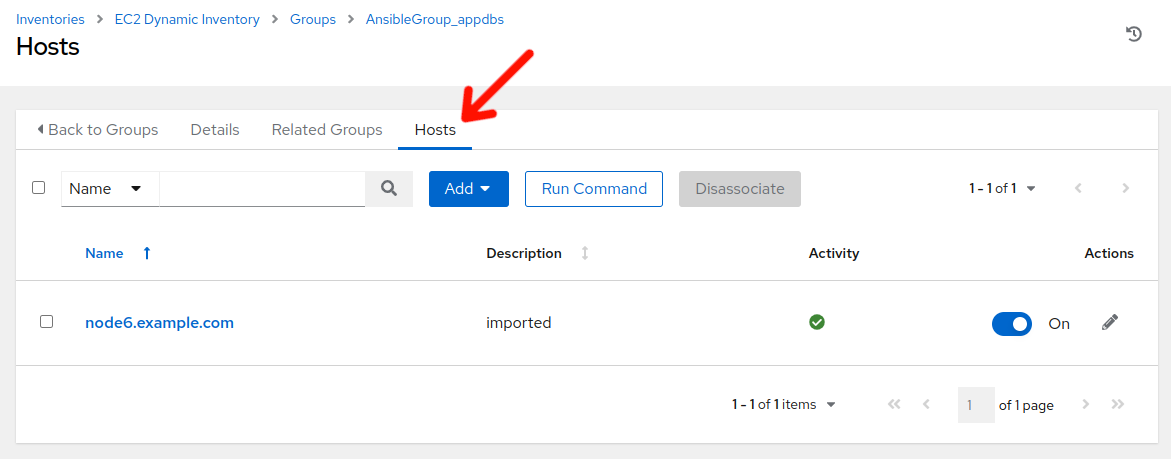 Inventories EC2 Dynamic Inventory Groups AnsibleGroup_appdbs
Hosts
Back to Groups Details Related Groups Hosts
Name Add Run Command Disassociate 1 - 1 of 1
Name Description Activity Actions
node6.example.com imported On
1 - 1 of 1 items 1 of 1 page